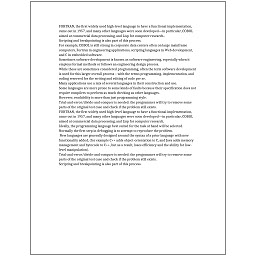 FORTRAN, the first widely used high-level language to have a functional implementation,
came out in 1957, and many other languages were soon developed—in particular, COBOL
aimed at commercial data processing, and Lisp for computer research.
Scripting and breakpointing is also part of this process.
For example, COBOL is still strong in corporate data centers often on large mainframe
computers, Fortran in engineering applications, scripting languages in Web development,
and C in embedded software.
Sometimes software development is known as software engineering, especially when it
employs formal methods or follows an engineering design process.
While these are sometimes considered programming, often the term software development
is used for this larger overall process – with the terms programming, implementation, and
coding reserved for the writing and editing of code per se.
Many applications use a mix of several languages in their construction and use.
Some languages are more prone to some kinds of faults because their specification does not
require compilers to perform as much checking as other languages.
However, readability is more than just programming style.
Trial-and-error/divide-and-conquer is needed: the programmer will try to remove some
parts of the original test case and check if the problem still exists.
FORTRAN, the first widely used high-level language to have a functional implementation,
came out in 1957, and many other languages were soon developed—in particular, COBOL
aimed at commercial data processing, and Lisp for computer research.
Ideally, the programming language best suited for the task at hand will be selected.
Normally the first step in debugging is to attempt to reproduce the problem.
New languages are generally designed around the syntax of a prior language with new
functionality added, (for example C++ adds object-orientation to C, and Java adds memory
management and bytecode to C++, but as a result, loses efficiency and the ability for low-
level manipulation).
Trial-and-error/divide-and-conquer is needed: the programmer will try to remove some
parts of the original test case and check if the problem still exists.
Scripting and breakpointing is also part of this process.